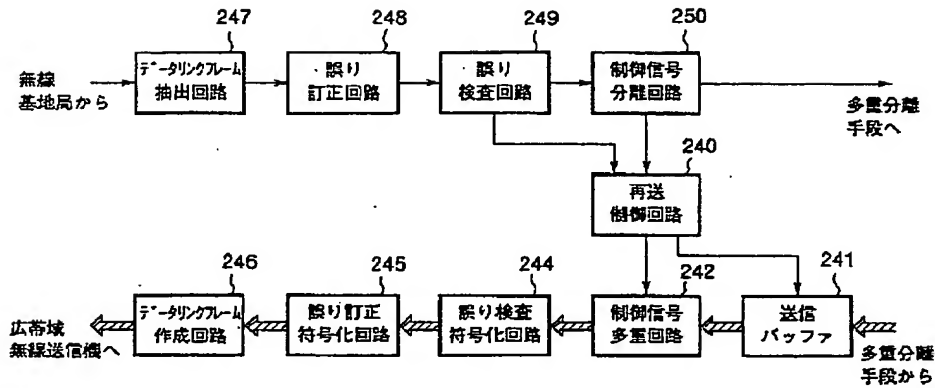 247
248
249
250
無線
基地局から
データリンクフレーム
抽出回路
誤り
訂正回路
誤り
検査回路
制御信号
分離回路
多重分離
手段へ
240
再送
制御回路
246
245
244
242
241
広帯域
無線送信機へ
データリンクフレーム
作成回路
誤り訂正
符号化回路
誤り検査
符号化回路
制御信号
多重回路
送信
バッファ
多重分離
手段から